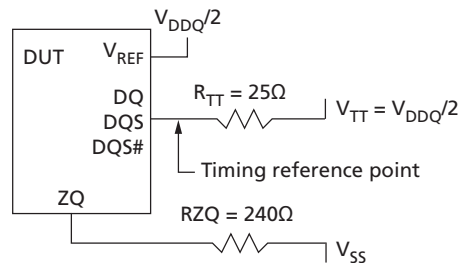 VDDQ/2
DUT
VREF
DQ
DQS
DQS#
ZQ
RTT = 25Ω
VTT = VDDQ/2
Timing reference point
RZQ = 240Ω
VSS